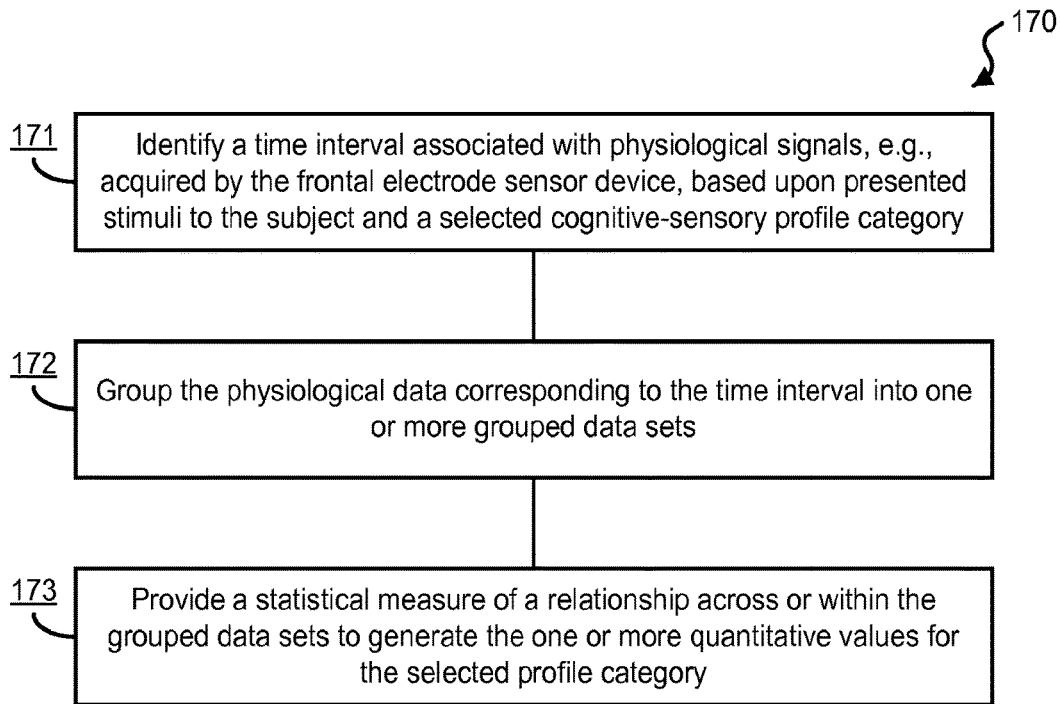 170
171
Identify a time interval associated with physiological signals, e.g.,
acquired by the frontal electrode sensor device, based upon presented
stimuli to the subject and a selected cognitive-sensory profile category
172
Group the physiological data corresponding to the time interval into one
or more grouped data sets
173
Provide a statistical measure of a relationship across or within the
grouped data sets to generate the one or more quantitative values for
the selected profile category